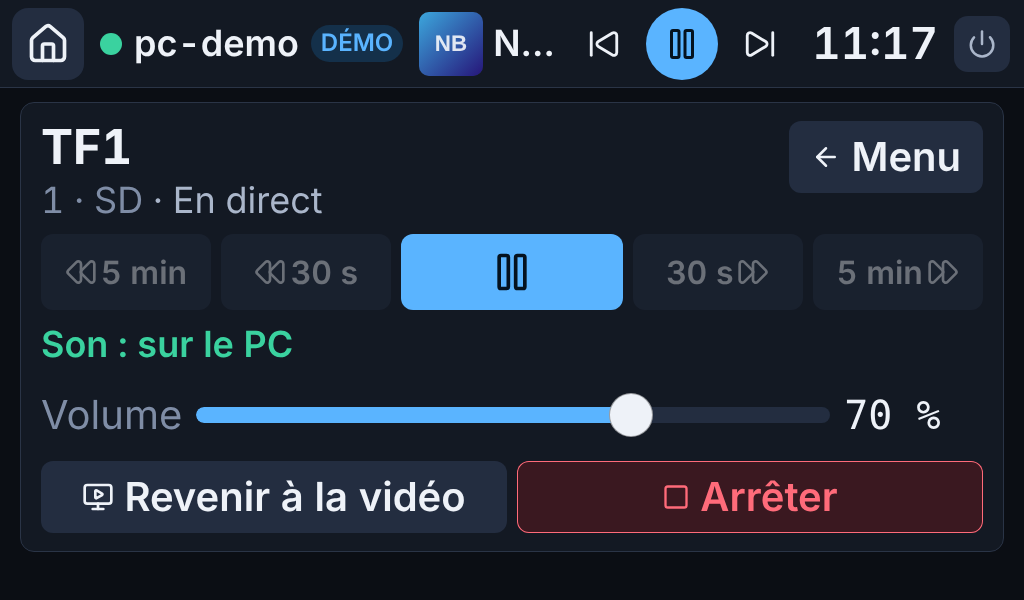 pc-demo DÉMO NB N... 11:17
TF1
Menu
1 · SD · En direct
5 min 30 s 30 s 5 min
Son : sur le PC
Volume 70 %
Revenir à la vidéo Arrêter